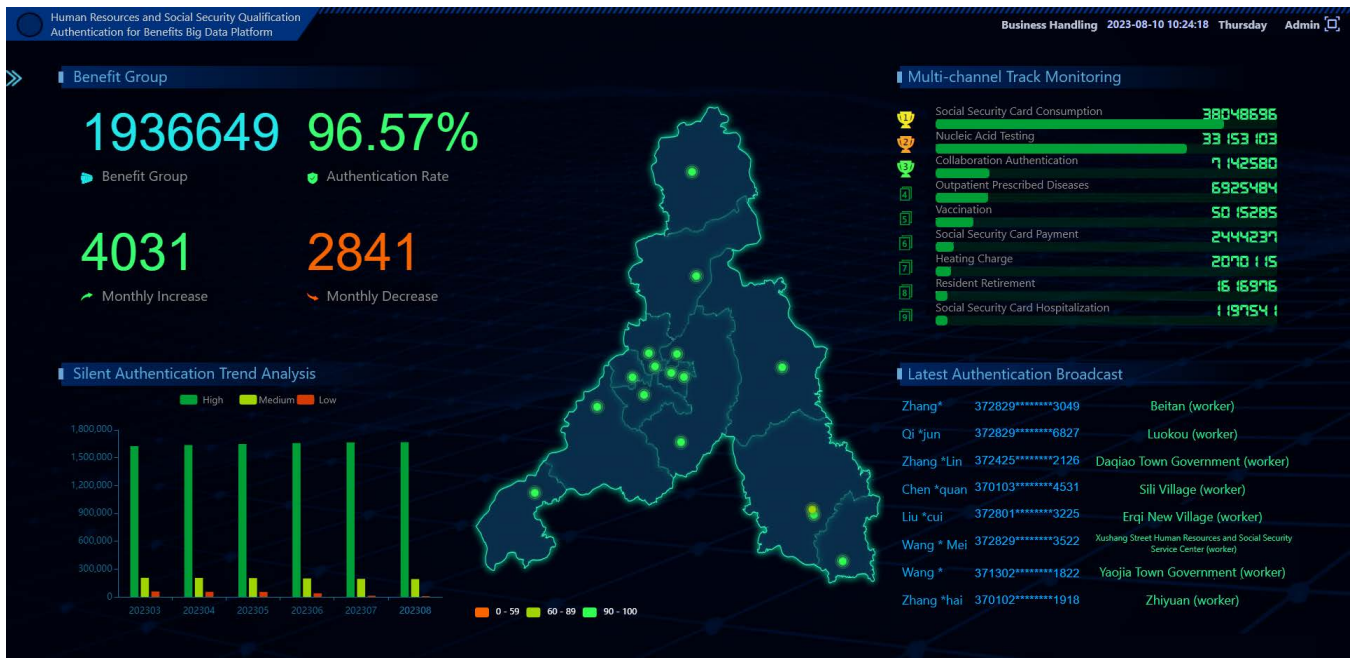 Human Resources and Social Security Qualification
Authentication for Benefits Big Data Platform
Business Handling 2023-08-10 10:24:18 Thursday Admin
Benefit Group
1936649 96.57%
Benefit Group Authentication Rate
4031 2841
Monthly Increase Monthly Decrease
Silent Authentication Trend Analysis
High Medium Low
1,800,000
1,500,000
1,200,000
900,000
600,000
300,000
0
202303 202304 202305 202306 202307 202308
0 - 59 60 - 89 90 - 100
Multi-channel Track Monitoring
1 Social Security Card Consumption 38048696
2 Nucleic Acid Testing 33153103
3 Collaboration Authentication 7142580
4 Outpatient Prescribed Diseases 6925484
5 Vaccination 5015285
6 Social Security Card Payment 2444237
7 Heating Charge 2070115
8 Resident Retirement 1616976
9 Social Security Card Hospitalization 1197541
Latest Authentication Broadcast
Zhang* 372829********3049 Beitan (worker)
Qi *jun 372829********6827 Luokou (worker)
Zhang *Lin 372425********2126 Daqiao Town Government (worker)
Chen *quan 370103********4531 Sili Village (worker)
Liu *cui 372801********3225 Erqi New Village (worker)
Wang * Mei 372829********3522 Xushang Street Human Resources and Social Security
Service Center (worker)
Wang * 371302********1822 Yaojia Town Government (worker)
Zhang *hai 370102********1918 Zhiyuan (worker)